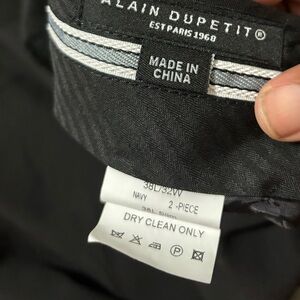 ALAIN DUPETIT®
EST PARIS 1968
MADE IN
CHINA
38L/32W
NAVY 2-PIECE
DRY CLEAN ONLY
P